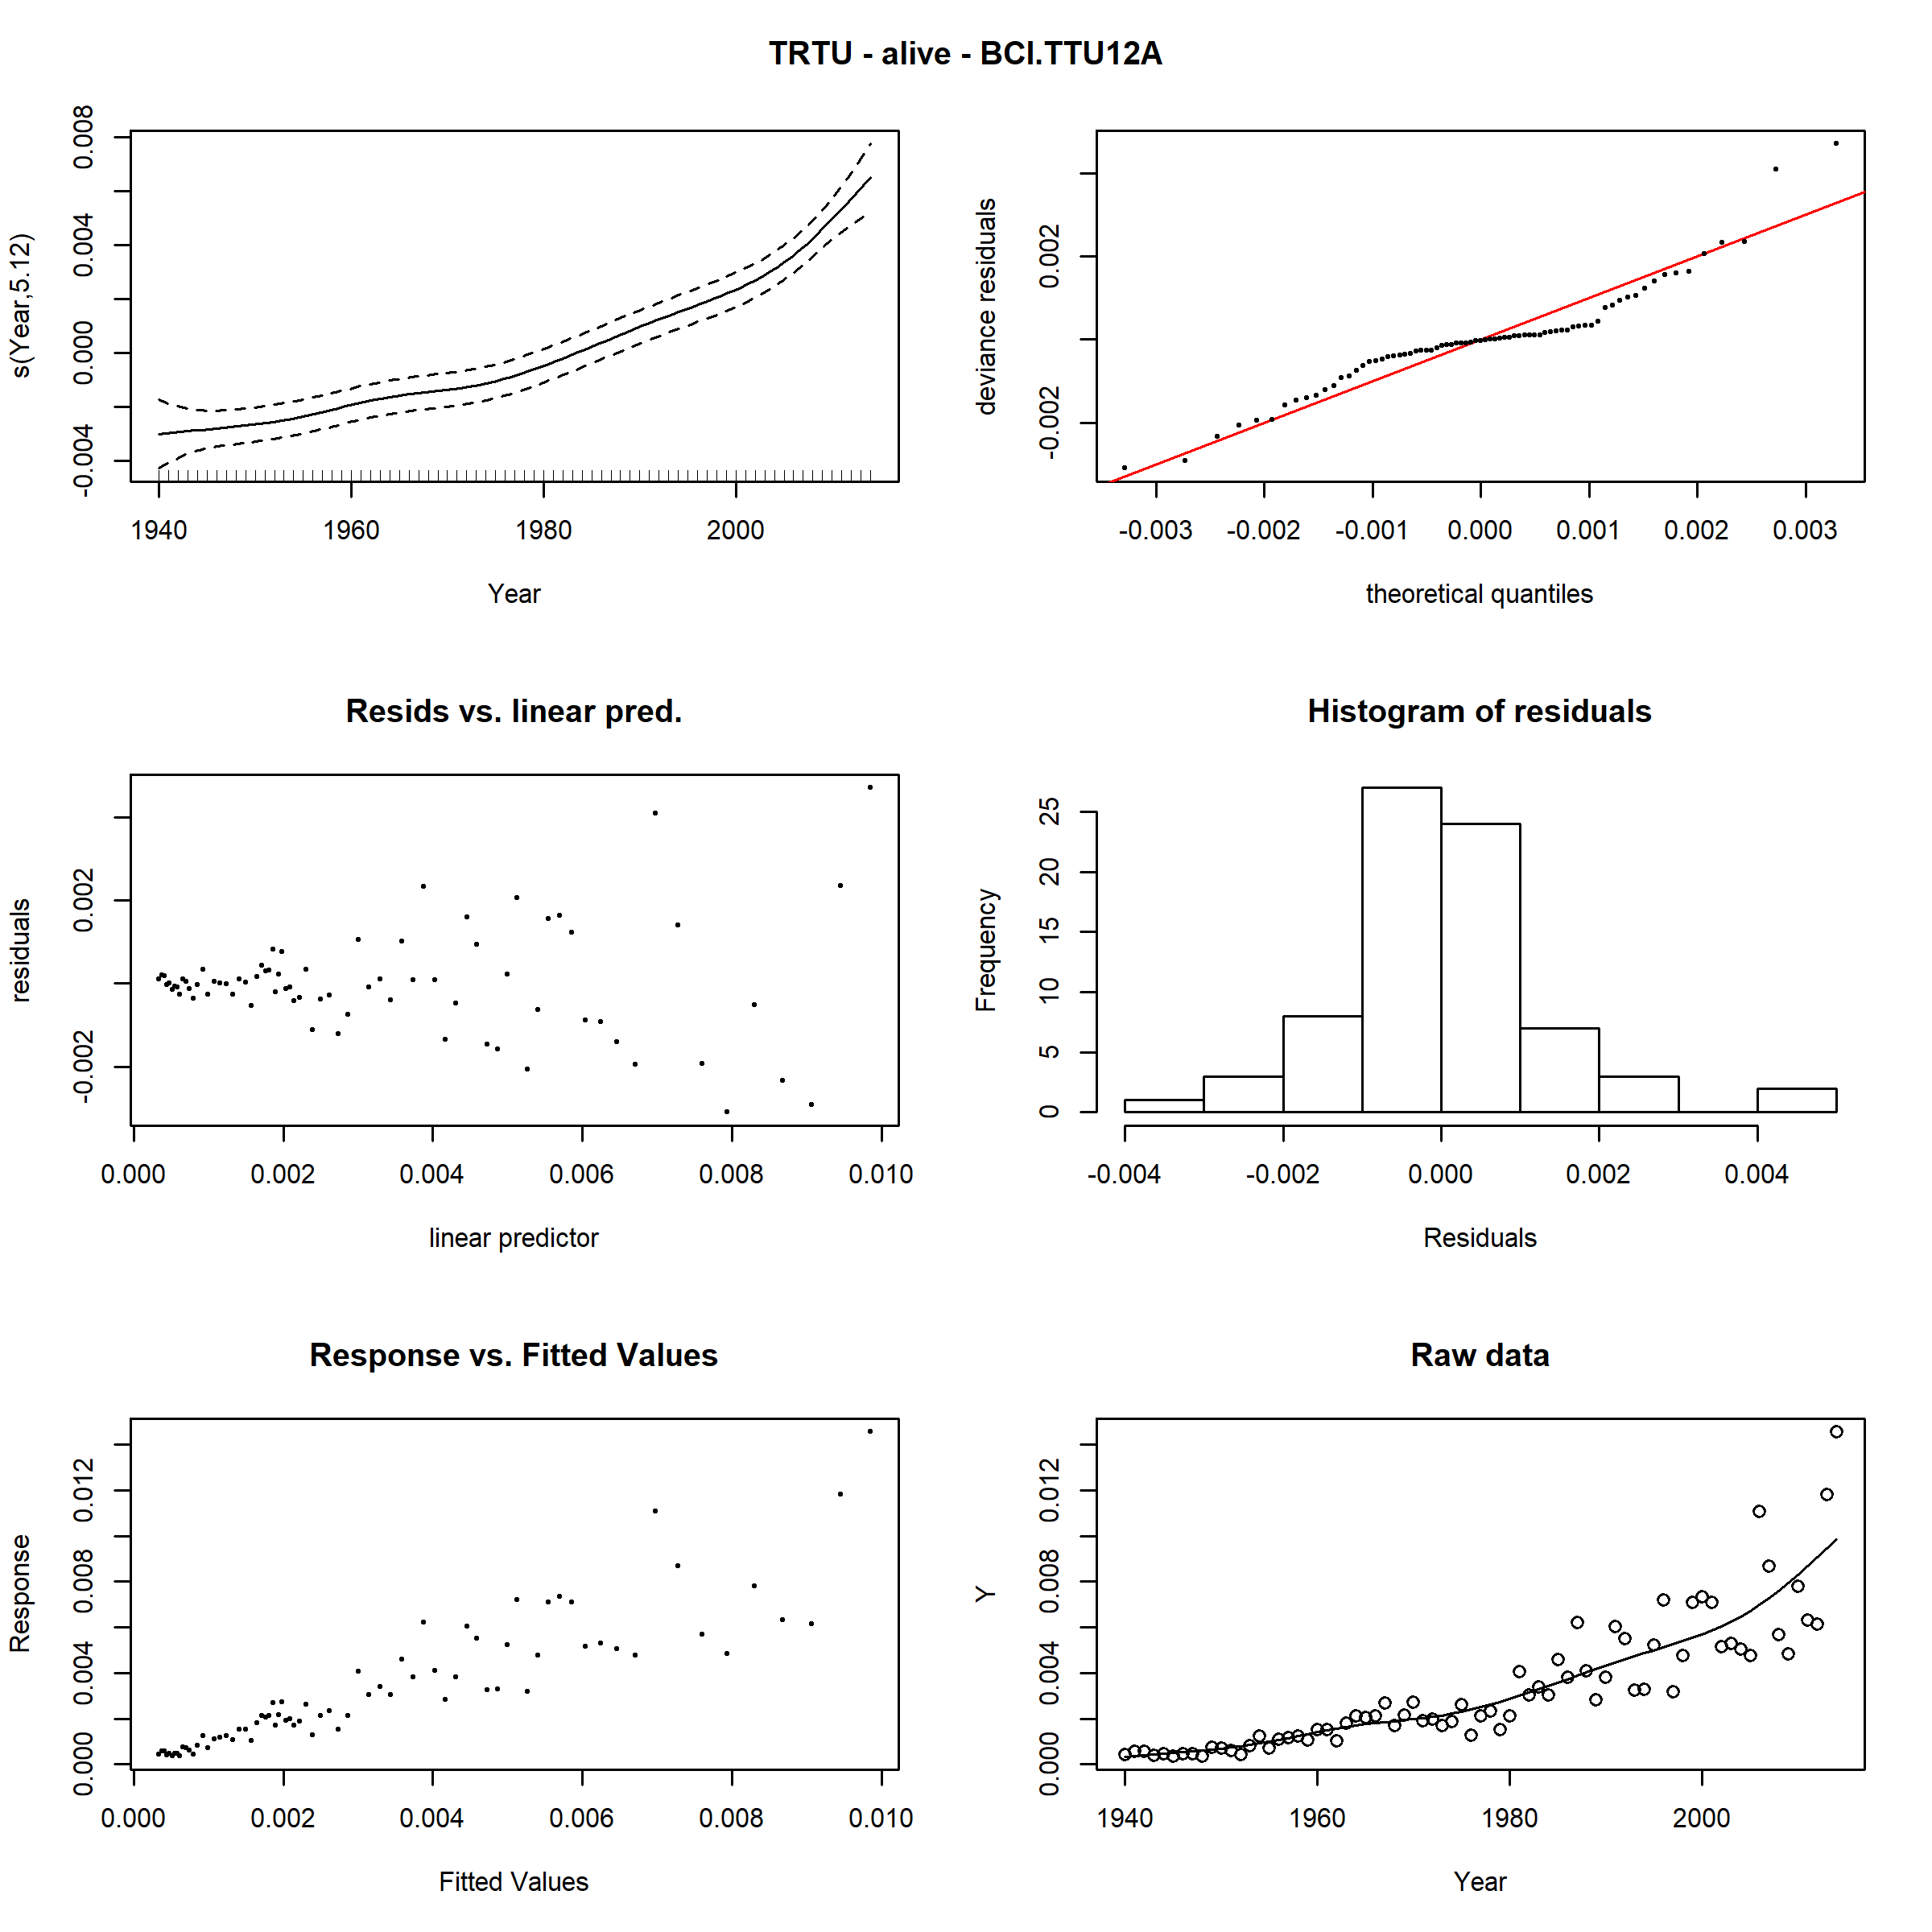 TRTU - alive - BCI.TTU12A
s(Year,5.12)
-0.004 0.000 0.004 0.008
1940 1960 1980 2000
Year
deviance residuals
-0.002 0.002
-0.003 -0.002 -0.001 0.000 0.001 0.002 0.003
theoretical quantiles
Resids vs. linear pred.
residuals
-0.002 0.002
0.000 0.002 0.004 0.006 0.008 0.010
linear predictor
Histogram of residuals
Frequency
0 5 10 15 20 25
-0.004 -0.002 0.000 0.002 0.004
Residuals
Response vs. Fitted Values
Response
0.000 0.004 0.008 0.012
0.000 0.002 0.004 0.006 0.008 0.010
Fitted Values
Raw data
Y
0.000 0.004 0.008 0.012
1940 1960 1980 2000
Year